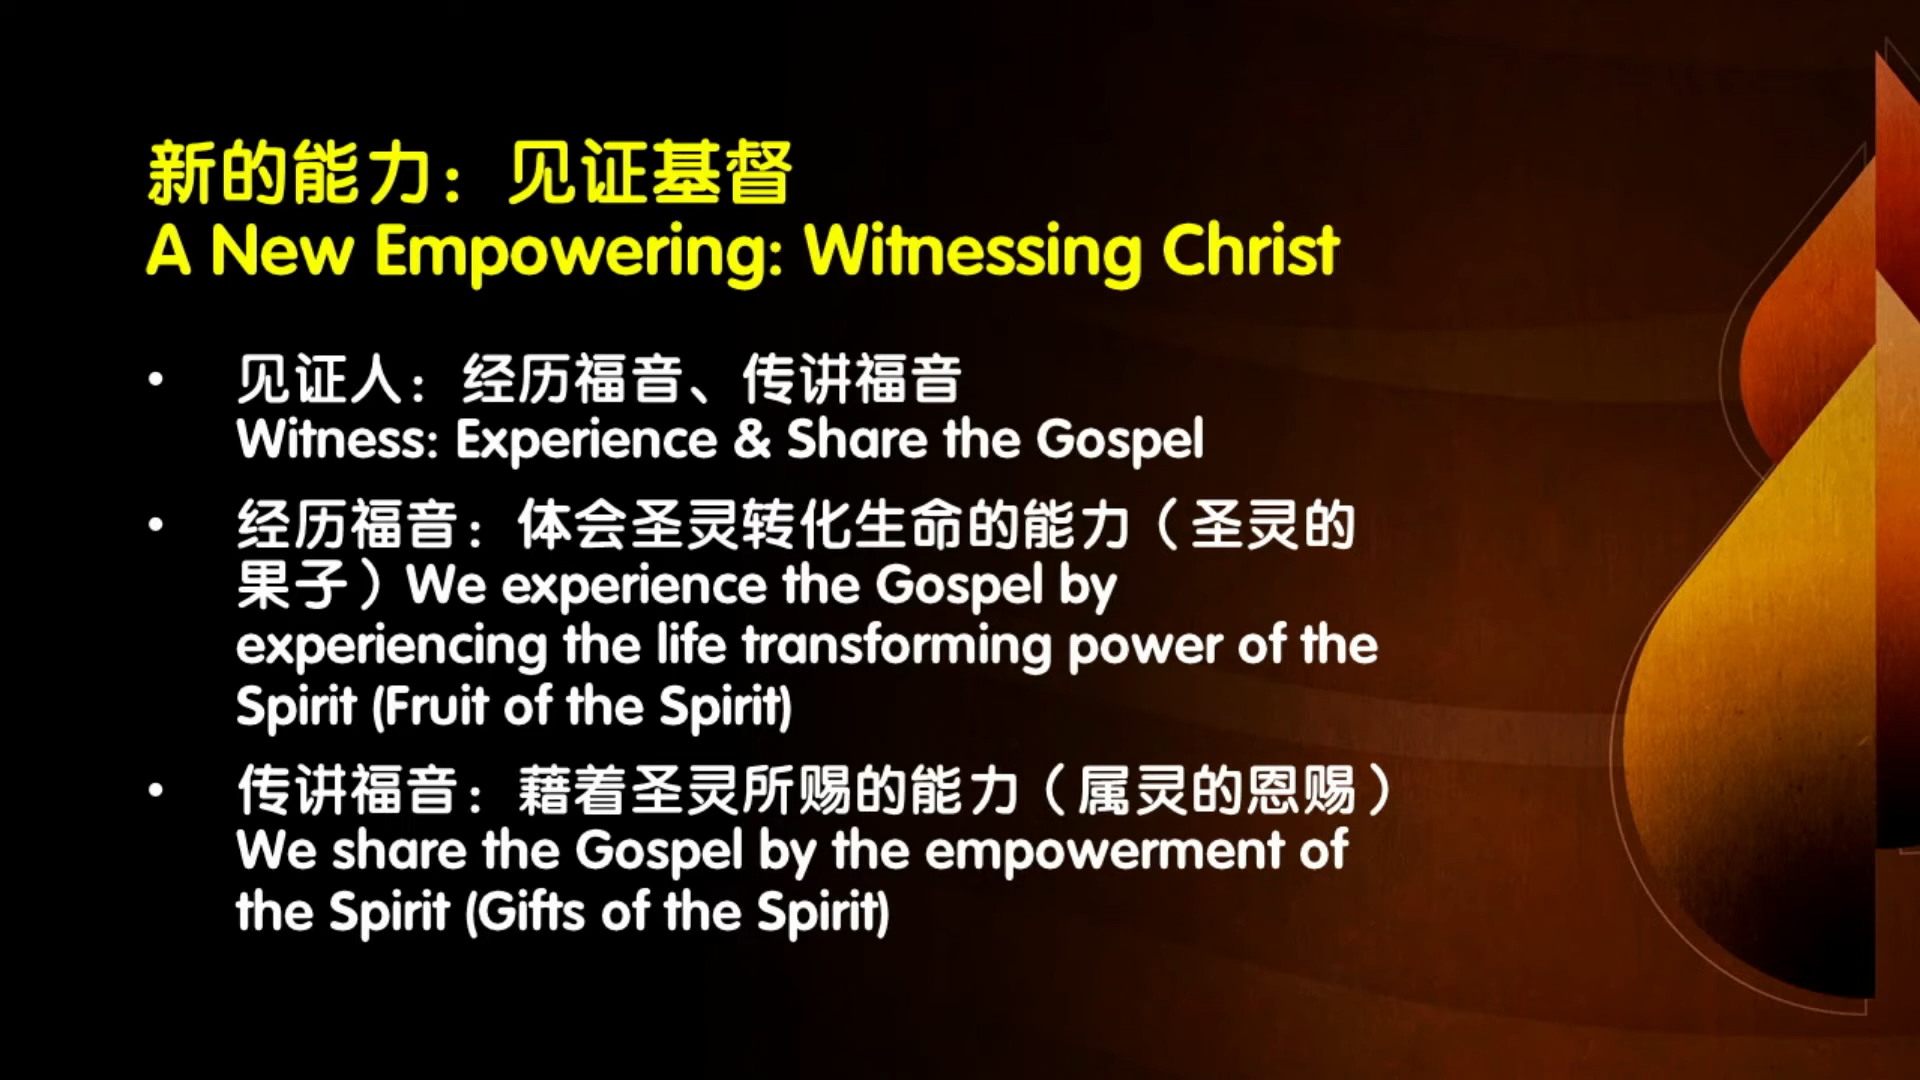 新的能力：见证基督
A New Empowering: Witnessing Christ
• 见证人：经历福音、传讲福音
Witness: Experience & Share the Gospel
• 经历福音：体会圣灵转化生命的能力（圣灵的
果子）We experience the Gospel by
experiencing the life transforming power of the
Spirit (Fruit of the Spirit)
• 传讲福音：藉着圣灵所赐的能力（属灵的恩赐）
We share the Gospel by the empowerment of
the Spirit (Gifts of the Spirit)